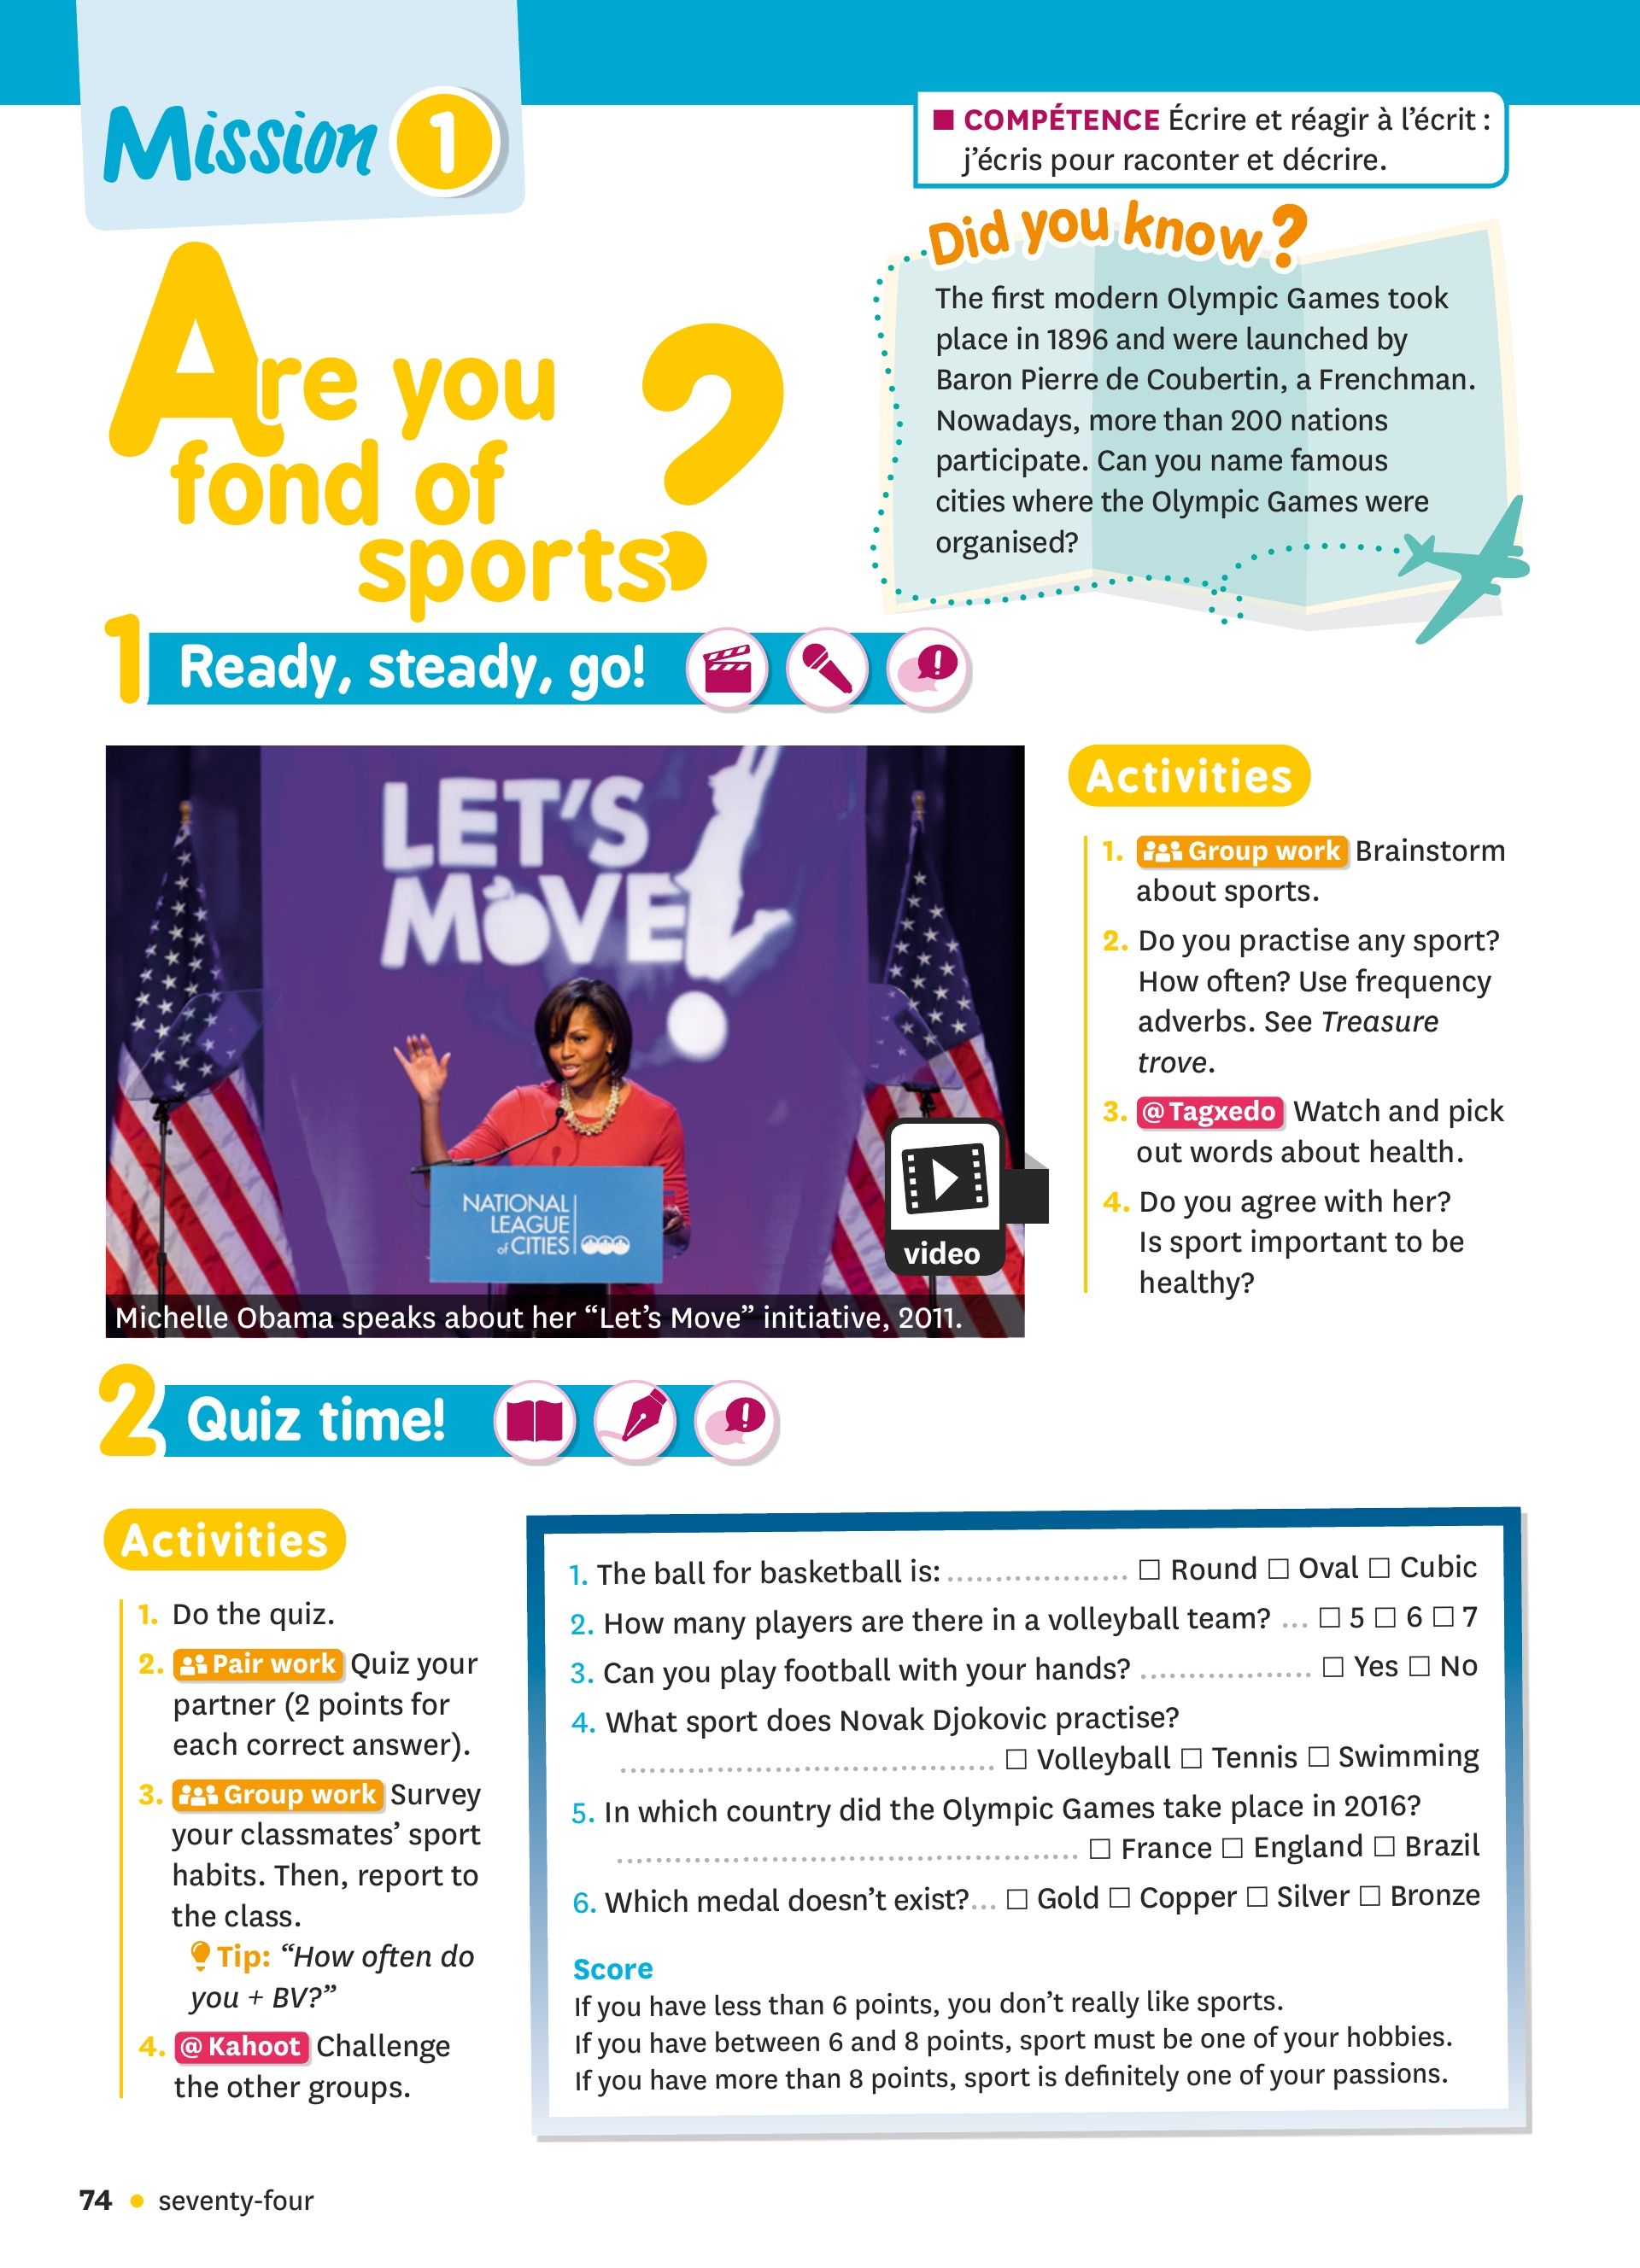 Mission 1
■ COMPÉTENCE Écrire et réagir à l’écrit :
j’écris pour raconter et décrire.
Are you
fond of
sports?
Did you know?
The first modern Olympic Games took
place in 1896 and were launched by
Baron Pierre de Coubertin, a Frenchman.
Nowadays, more than 200 nations
participate. Can you name famous
cities where the Olympic Games were
organised?
1 Ready, steady, go!
LET’S
MOVE!
NATIONAL
LEAGUE
of CITIES
video
Michelle Obama speaks about her “Let’s Move” initiative, 2011.
Activities
1. Group work Brainstorm
about sports.
2. Do you practise any sport?
How often? Use frequency
adverbs. See Treasure
trove.
3. @Tagxedo Watch and pick
out words about health.
4. Do you agree with her?
Is sport important to be
healthy?
2 Quiz time!
Activities
1. Do the quiz.
2. Pair work Quiz your
partner (2 points for
each correct answer).
3. Group work Survey
your classmates’ sport
habits. Then, report to
the class.
Tip: “How often do
you + BV?”
4. @Kahoot Challenge
the other groups.
1. The ball for basketball is: .................... □ Round □ Oval □ Cubic
2. How many players are there in a volleyball team? ... □ 5 □ 6 □ 7
3. Can you play football with your hands? ................... □ Yes □ No
4. What sport does Novak Djokovic practise?
.......................................... □ Volleyball □ Tennis □ Swimming
5. In which country did the Olympic Games take place in 2016?
.................................................... □ France □ England □ Brazil
6. Which medal doesn’t exist?... □ Gold □ Copper □ Silver □ Bronze
Score
If you have less than 6 points, you don’t really like sports.
If you have between 6 and 8 points, sport must be one of your hobbies.
If you have more than 8 points, sport is definitely one of your passions.
74 • seventy-four